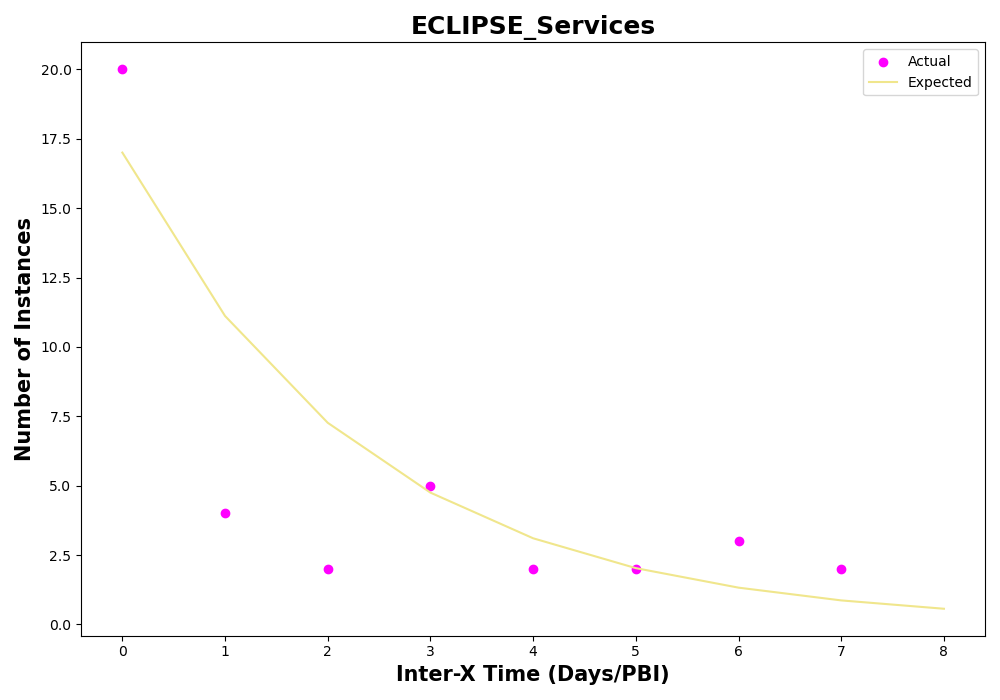 ECLIPSE_Services
Actual
Expected
Number of Instances
20.0
17.5
15.0
12.5
10.0
7.5
5.0
2.5
0.0
0 1 2 3 4 5 6 7 8
Inter-X Time (Days/PBI)